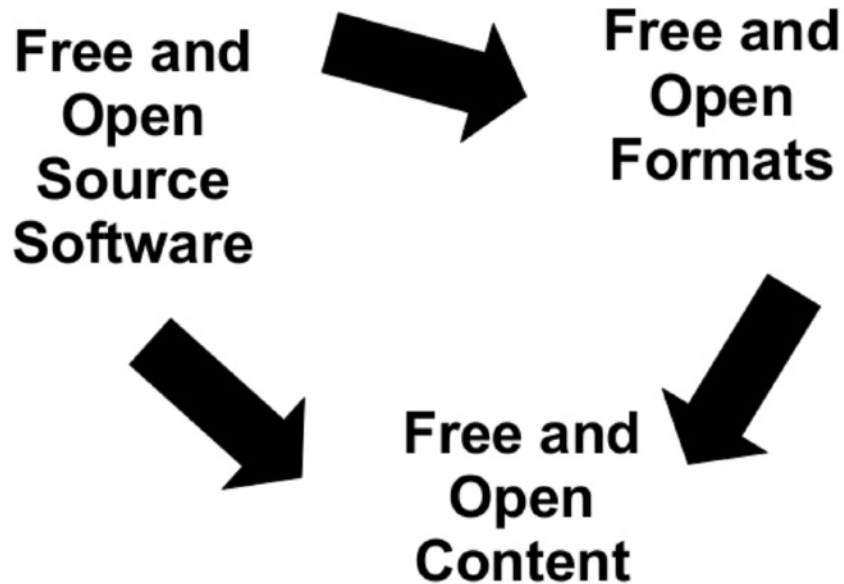 Free and
Open
Source
Software
Free and
Open
Formats
Free and
Open
Content